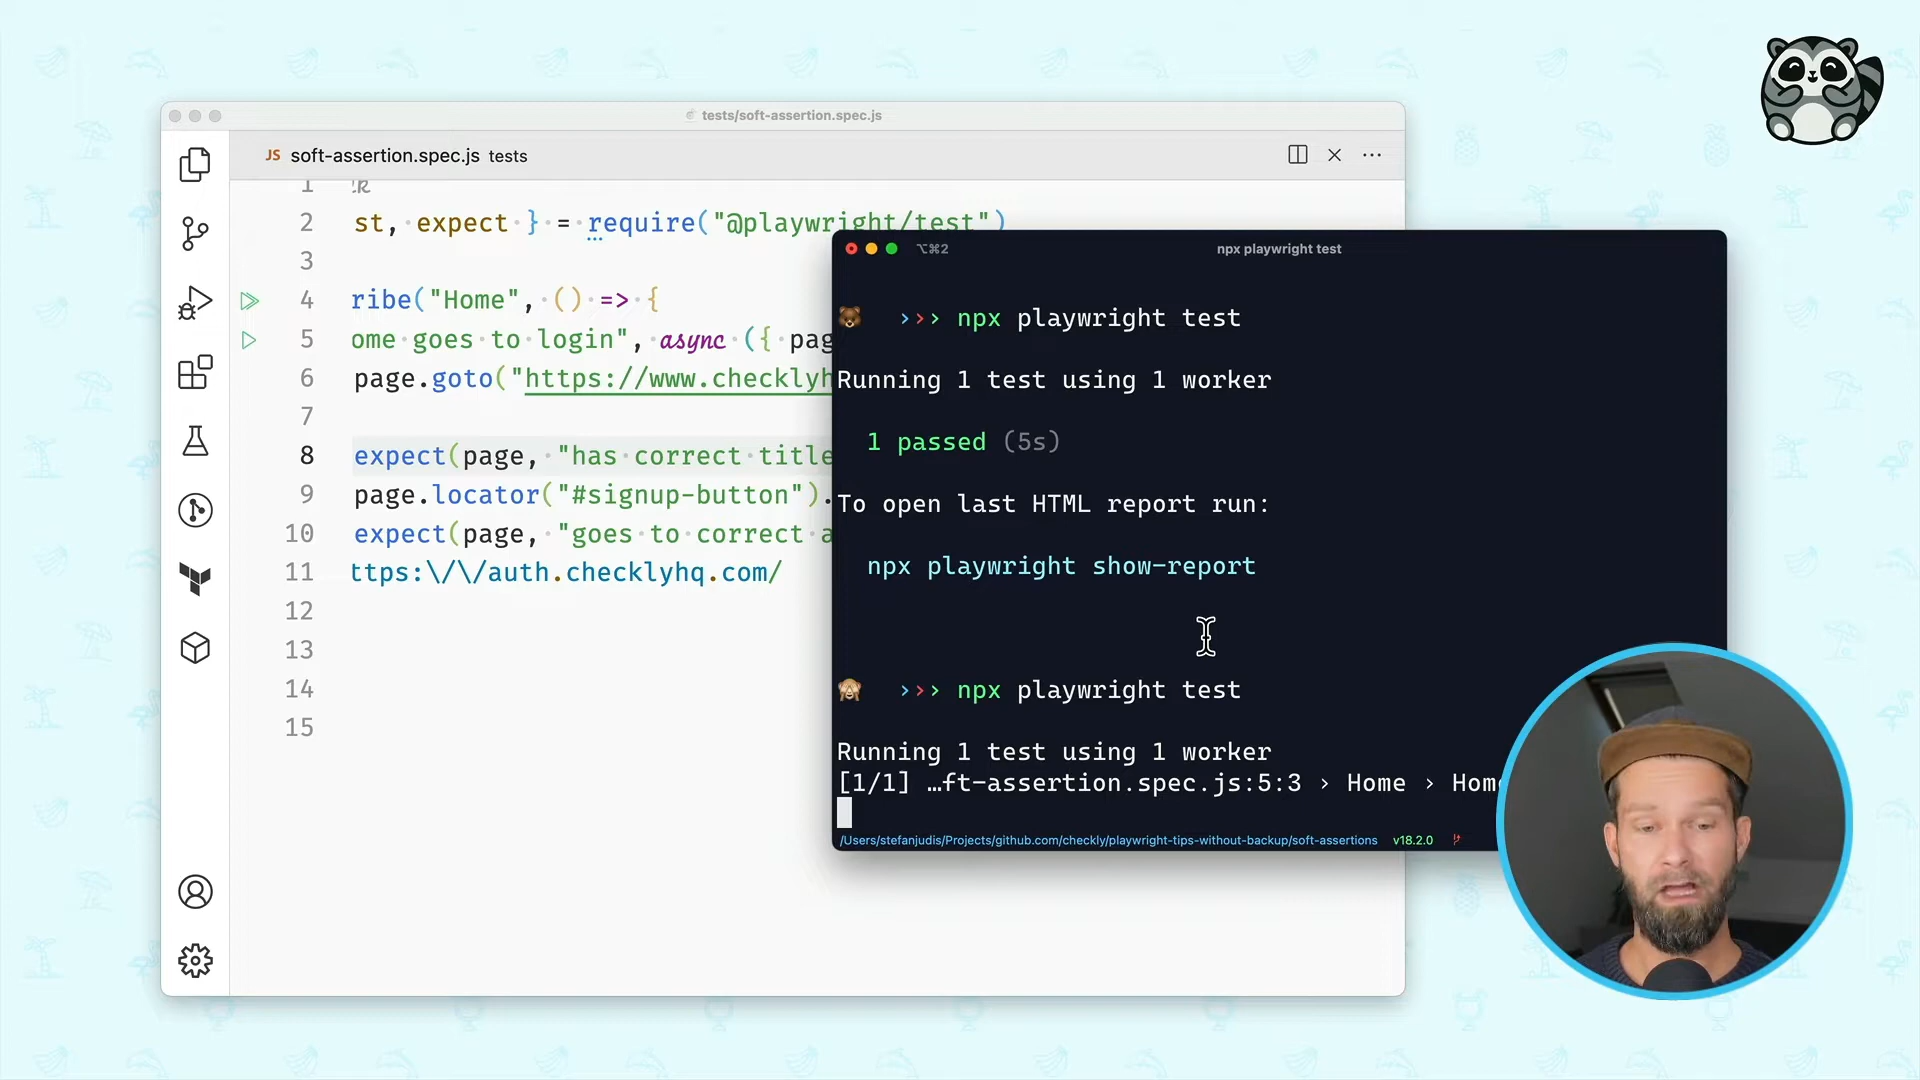 tests/soft-assertion.spec.js
JS soft-assertion.spec.js tests
1
2 st, expect } = require("@playwright/test")
3
4 ribe("Home", () => {
5 ome goes to login", async ({ pag
6 page.goto("https://www.checklyh
7
8 expect(page, "has correct title
9 page.locator("#signup-button").
10 expect(page, "goes to correct a
11 ttps:\/\/auth.checklyhq.com/
12
13
14
15
⌥⌘2 npx playwright test
››› npx playwright test
Running 1 test using 1 worker
1 passed (5s)
To open last HTML report run:
npx playwright show-report
››› npx playwright test
Running 1 test using 1 worker
[1/1] …ft-assertion.spec.js:5:3 › Home › Hom
/Users/stefanjudis/Projects/github.com/checkly/playwright-tips-without-backup/soft-assertions v18.2.0